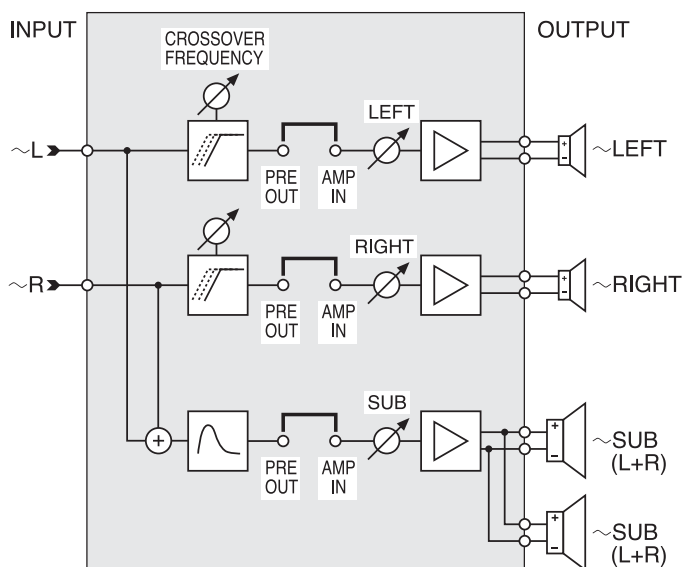 INPUT
OUTPUT
CROSSOVER
FREQUENCY
~L
PRE
OUT
AMP
IN
LEFT
+
-
~LEFT
~R
PRE
OUT
AMP
IN
RIGHT
+
-
~RIGHT
+
PRE
OUT
AMP
IN
SUB
+
-
~SUB
(L+R)
+
-
~SUB
(L+R)